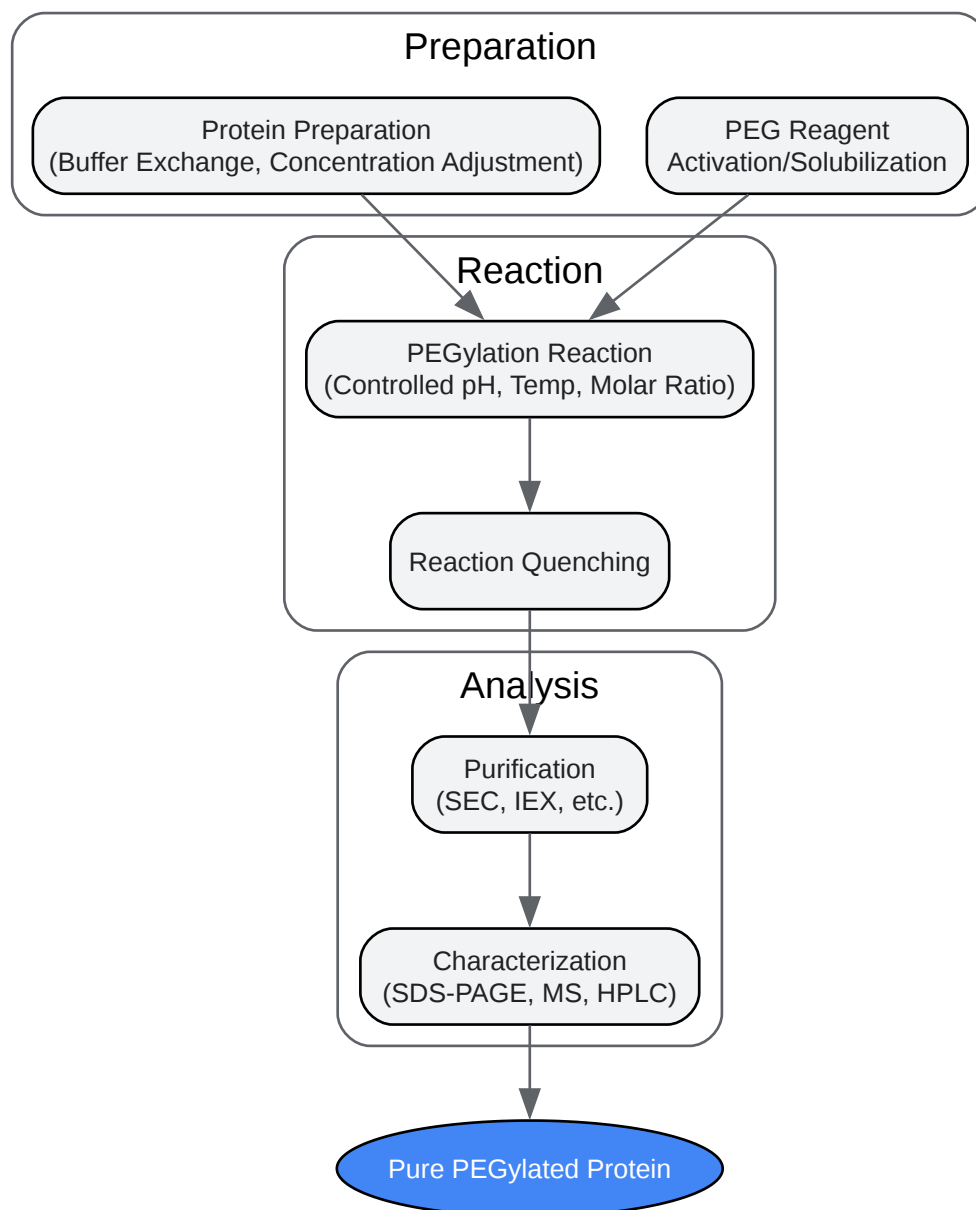 Preparation
Protein Preparation
(Buffer Exchange, Concentration Adjustment)
PEG Reagent
Activation/Solubilization
Reaction
PEGylation Reaction
(Controlled pH, Temp, Molar Ratio)
Reaction Quenching
Analysis
Purification
(SEC, IEX, etc.)
Characterization
(SDS-PAGE, MS, HPLC)
Pure PEGylated Protein